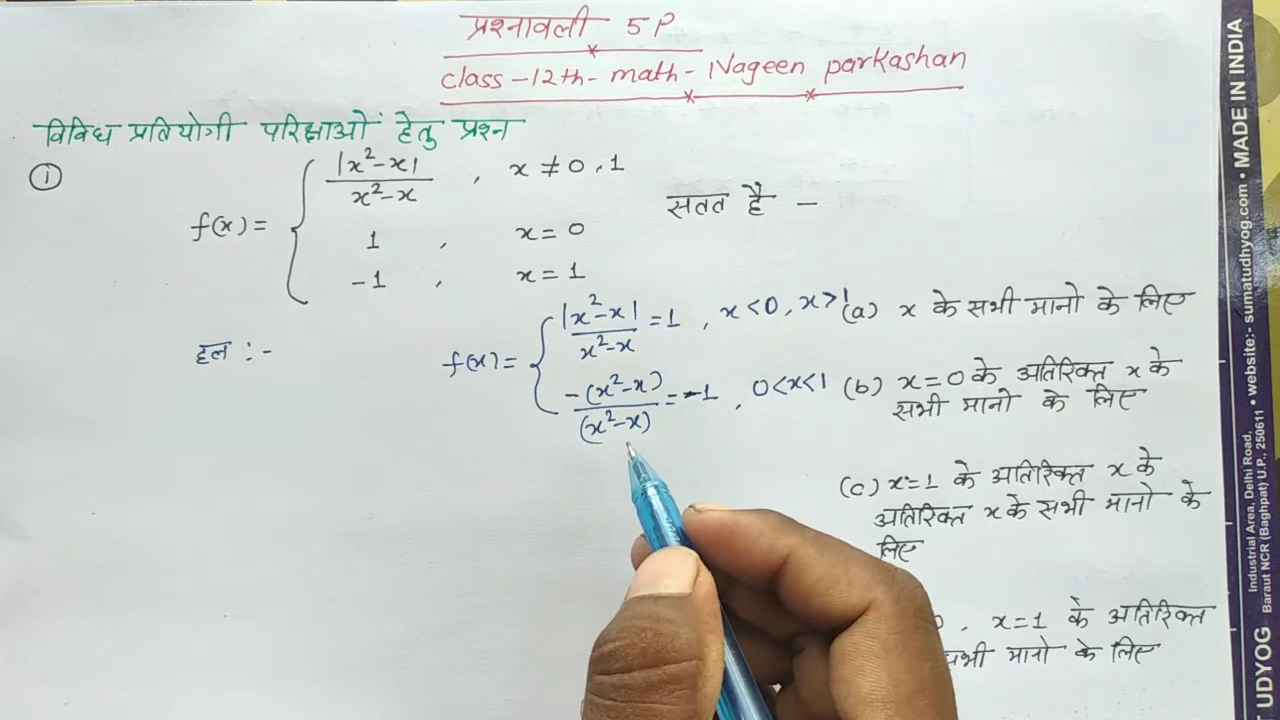 प्रश्नावली 5P
class-12th- math- Nageen parkashan
विविध प्रतियोगी परिक्षाओं हेतु प्रश्न
① f(x) = { |x²-x| / x²-x , x ≠ 0, 1
1 , x = 0
-1 , x = 1
सतत है -
हल :- f(x) = { |x²-x| / x²-x = 1 , x<0, x>1
-(x²-x) / (x²-x) = -1 , 0<x<1
(a) x के सभी मानो के लिए
(b) x=0 के अतिरिक्त x के
सभी मानो के लिए
(c) x=1 के अतिरिक्त x के
अतिरिक्त x के सभी मानो के
लिए
, x=1 के अतिरिक्त
मानो के लिए
UDYOG Industrial Area, Delhi Road,
Baraut NCR (Baghpat) U.P., 250611 • website:- sumatudhyog.com • MADE IN INDIA